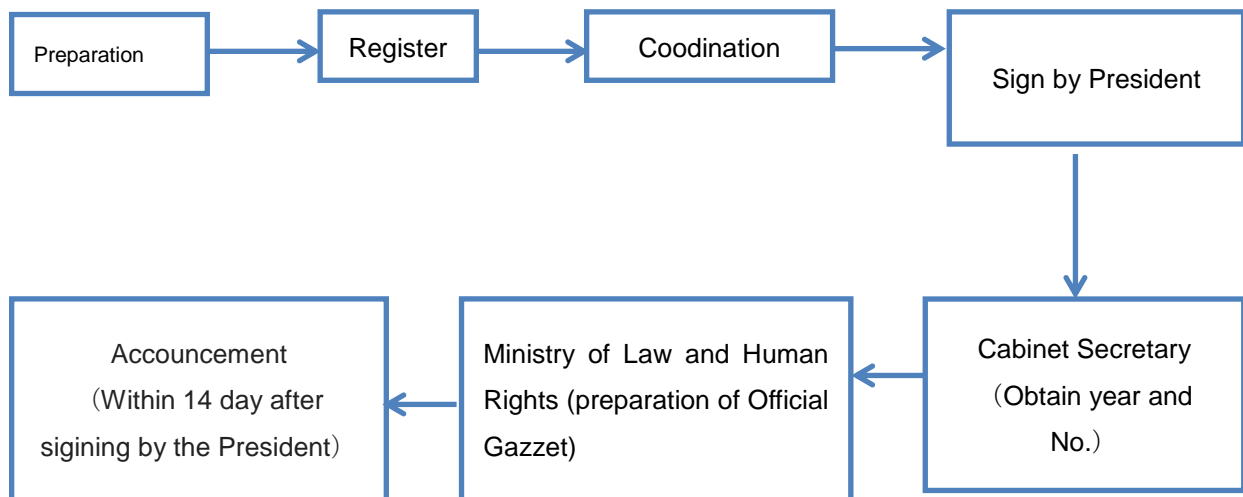 Preparation
Register
Coodination
Sign by President
Cabinet Secretary
（Obtain year and
No.）
Ministry of Law and Human
Rights (preparation of Official
Gazzet)
Accouncement
（Within 14 day after
sigining by the President）